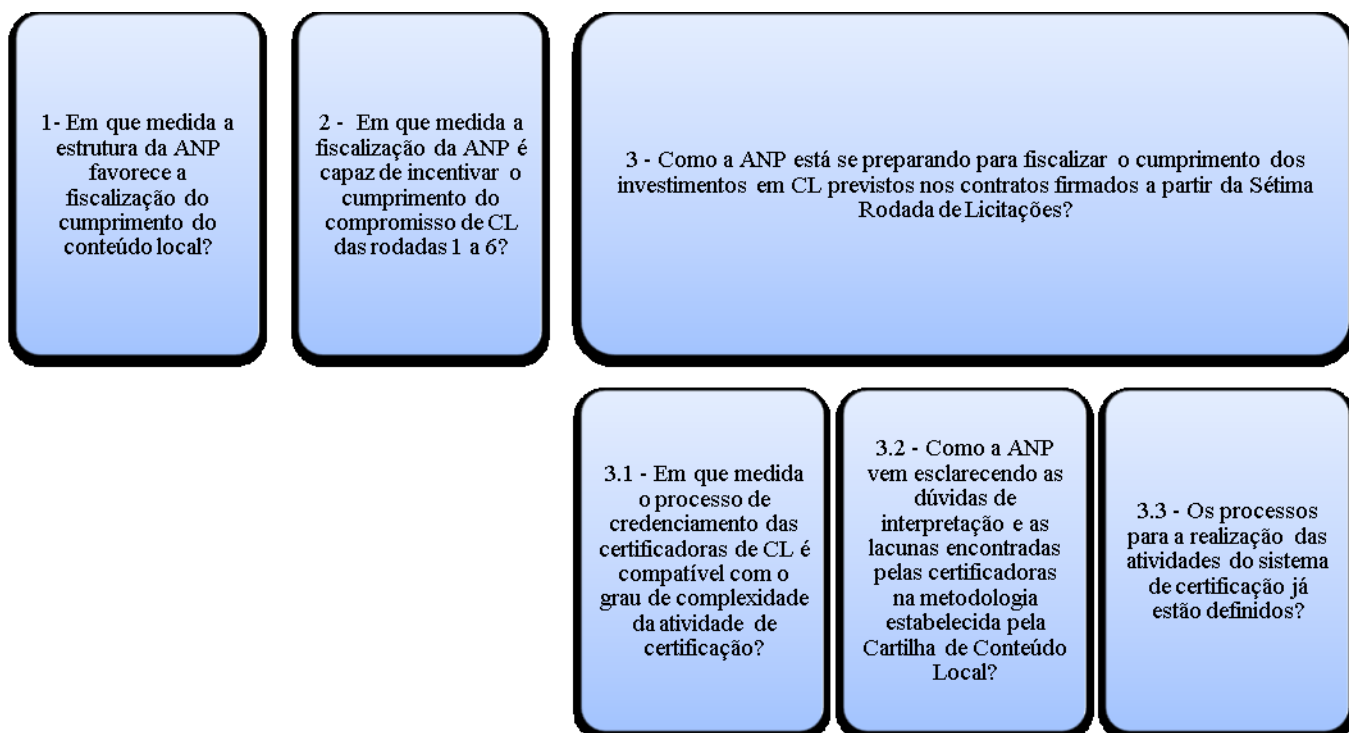 1- Em que medida a
estrutura da ANP
favorece a
fiscalização do
cumprimento do
conteúdo local?
2 - Em que medida a
fiscalização da ANP é
capaz de incentivar o
cumprimento do
compromisso de CL
das rodadas 1 a 6?
3 - Como a ANP está se preparando para fiscalizar o cumprimento dos
investimentos em CL previstos nos contratos firmados a partir da Sétima
Rodada de Licitações?
3.1 - Em que medida
o processo de
credenciamento das
certificadoras de CL é
compatível com o
grau de complexidade
da atividade de
certificação?
3.2 - Como a ANP
vem esclarecendo as
dúvidas de
interpretação e as
lacunas encontradas
pelas certificadoras
na metodologia
estabelecida pela
Cartilha de Conteúdo
Local?
3.3 - Os processos
para a realização das
atividades do sistema
de certificação já
estão definidos?